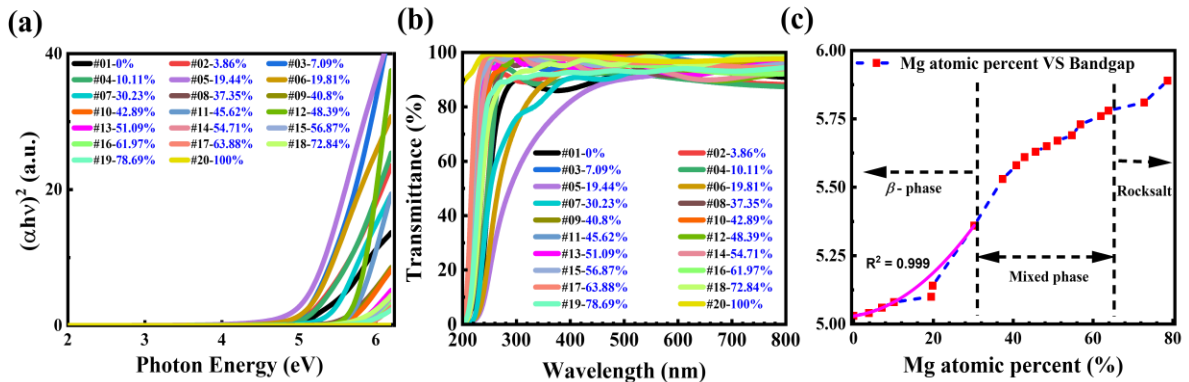 (a)
(αhν)² (a.u.)
40
20
0
#01-0% #02-3.86% #03-7.09%
#04-10.11% #05-19.44% #06-19.81%
#07-30.23% #08-37.35% #09-40.8%
#10-42.89% #11-45.62% #12-48.39%
#13-51.09% #14-54.71% #15-56.87%
#16-61.97% #17-63.88% #18-72.84%
#19-78.69% #20-100%
2 3 4 5 6
Photon Energy (eV)
(b)
Transmittance (%)
100
80
60
40
20
0
#01-0% #02-3.86%
#03-7.09% #04-10.11%
#05-19.44% #06-19.81%
#07-30.23% #08-37.35%
#09-40.8% #10-42.89%
#11-45.62% #12-48.39%
#13-51.09% #14-54.71%
#15-56.87% #16-61.97%
#17-63.88% #18-72.84%
#19-78.69% #20-100%
200 300 400 500 600 700 800
Wavelength (nm)
(c)
Bandgap (eV)
6.00
5.75
5.50
5.25
5.00
Mg atomic percent VS Bandgap
β- phase
Rocksalt
R² = 0.999
Mixed phase
0 20 40 60 80
Mg atomic percent (%)